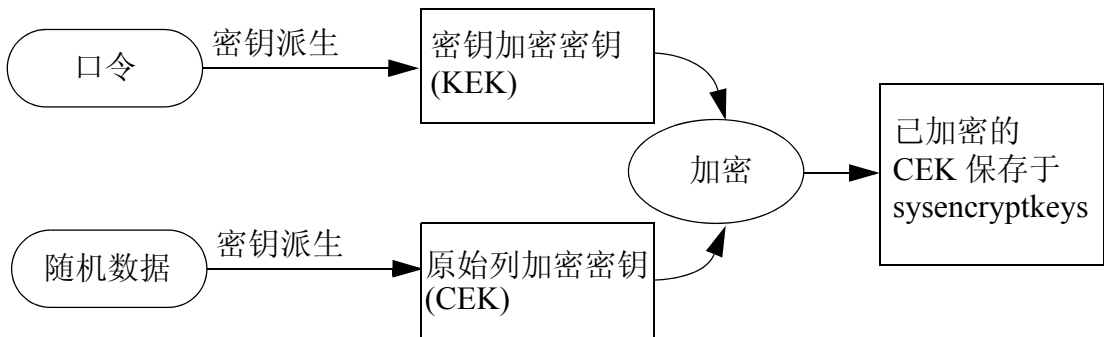 口令
密钥派生
密钥加密密钥
(KEK)
加密
已加密的
CEK 保存于
sysencryptkeys
随机数据
密钥派生
原始列加密密钥
(CEK)